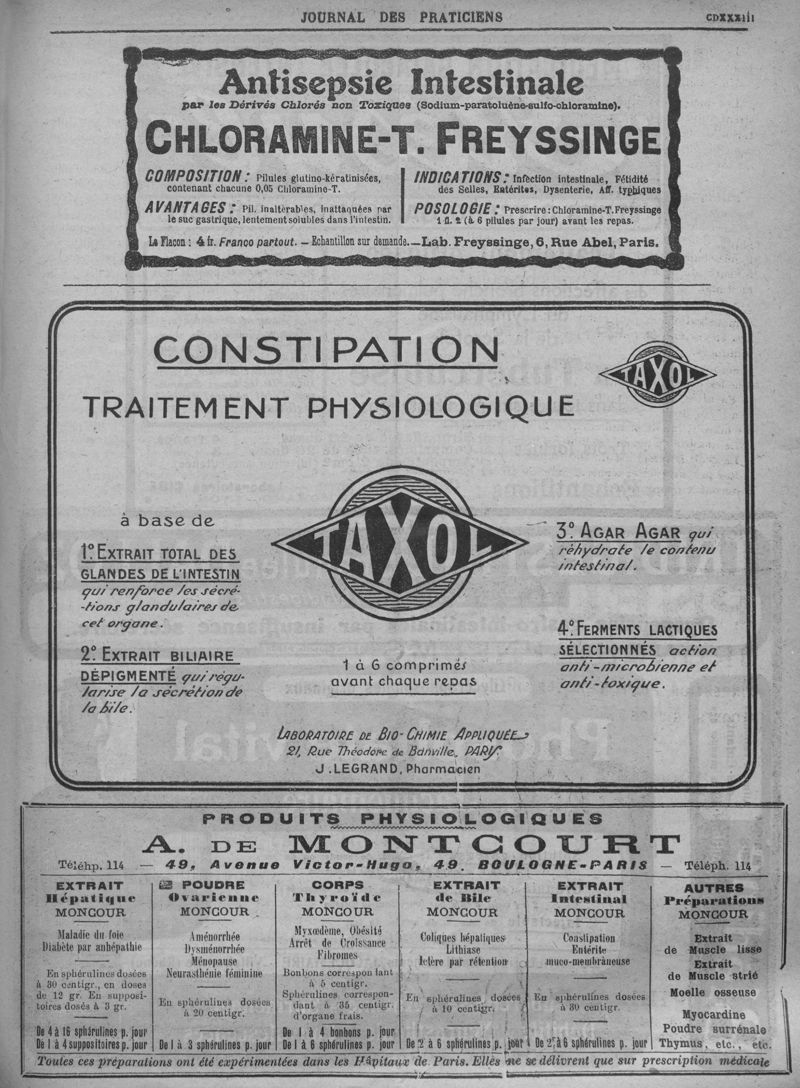 JOURNAL DES PRATICIENS
CDXXXIII
Antisepsie Intestinale
par les Dérivés Chlorés non Toxiques (Sodium-paratoluène-sulfo-chloramine).
CHLORAMINE-T. FREYSSINGE
COMPOSITION : Pilules glutino-kératinisées,
contenant chacune 0,05 Chloramine-T.
AVANTAGES : Pil. inaltérables, inattaquées par
le suc gastrique, lentement solubles dans l'intestin.
INDICATIONS : Infection intestinale, Fétidité
des Selles, Entérites, Dysenterie, Aff. typhiques
POSOLOGIE : Prescrire : Chloramine-T. Freyssinge
1 fl. 2 (à 6 pilules par jour) avant les repas.
Le Flacon : 4 fr. Franco partout. — Echantillon sur demande. — Lab. Freyssinge, 6, Rue Abel, Paris.
CONSTIPATION
TAXOL
TRAITEMENT PHYSIOLOGIQUE
TAXOL
à base de
1º. EXTRAIT TOTAL DES
GLANDES DE L'INTESTIN
qui renforce les sécré-
-tions glandulaires de
cet organe.
2º. EXTRAIT BILIAIRE
DÉPIGMENTÉ qui régu-
larise la sécrétion de
la bile.
3º. AGAR AGAR qui
réhydrate le contenu
intestinal.
4º. FERMENTS LACTIQUES
SÉLECTIONNÉS action
anti-microbienne et
anti-toxique.
1 à 6 comprimés
avant chaque repas
LABORATOIRE DE BIO-CHIMIE APPLIQUÉE
21, Rue Théodore de Banville, PARIS
J. LEGRAND, Pharmacien
PRODUITS PHYSIOLOGIQUES
A. DE MONTCOURT
Téléhp. 114 — 49, Avenue Victor-Hugo, 49, BOULOGNE-PARIS — Téléph. 114
EXTRAIT
Hépatique
MONCOUR
Maladie du foie
Diabète par anhépathie
En sphérulines dosées
à 30 centigr., en doses
de 12 gr. En supposi-
toires dosés à 3 gr.
De 4 à 16 sphérulines p. jour
De 1 à 4 suppositoires p. jour
POUDRE
Ovarienne
MONCOUR
Aménorrhée
Dysménorrhée
Ménopause
Neurasthénie féminine
En sphérulines dosées
à 20 centigr.
De 1 à 3 sphérulines p. jour
CORPS
Thyroïde
MONCOUR
Myxœdème, Obésité
Arrêt de Croissance
Fibromes
Bonbons correspon lant
à 5 centigr.
Sphérulines correspon-
dant à 35 centigr.
d'organe frais.
De 1 à 4 bonbons p. jour
De 1 à 6 sphérulines p. jour
EXTRAIT
de Bile
MONCOUR
Coliques hépatiques
Lithiase
Ictère par rétention
En sphérulines dosées
à 10 centigr.
De 2 à 6 sphérulines p. jour
EXTRAIT
Intestinal
MONCOUR
Constipation
Entérite
muco-membraneuse
En sphérulines dosées
à 30 centigr.
De 2 à 6 sphérulines p. jour
AUTRES
Préparations
MONCOUR
Extrait
de Muscle lisse
Extrait
de Muscle strié
Moelle osseuse
Myocardine
Poudre surrénale
Thymus, etc., etc.
Toutes ces préparations ont été expérimentées dans les Hôpitaux de Paris. Elles ne se délivrent que sur prescription médicale